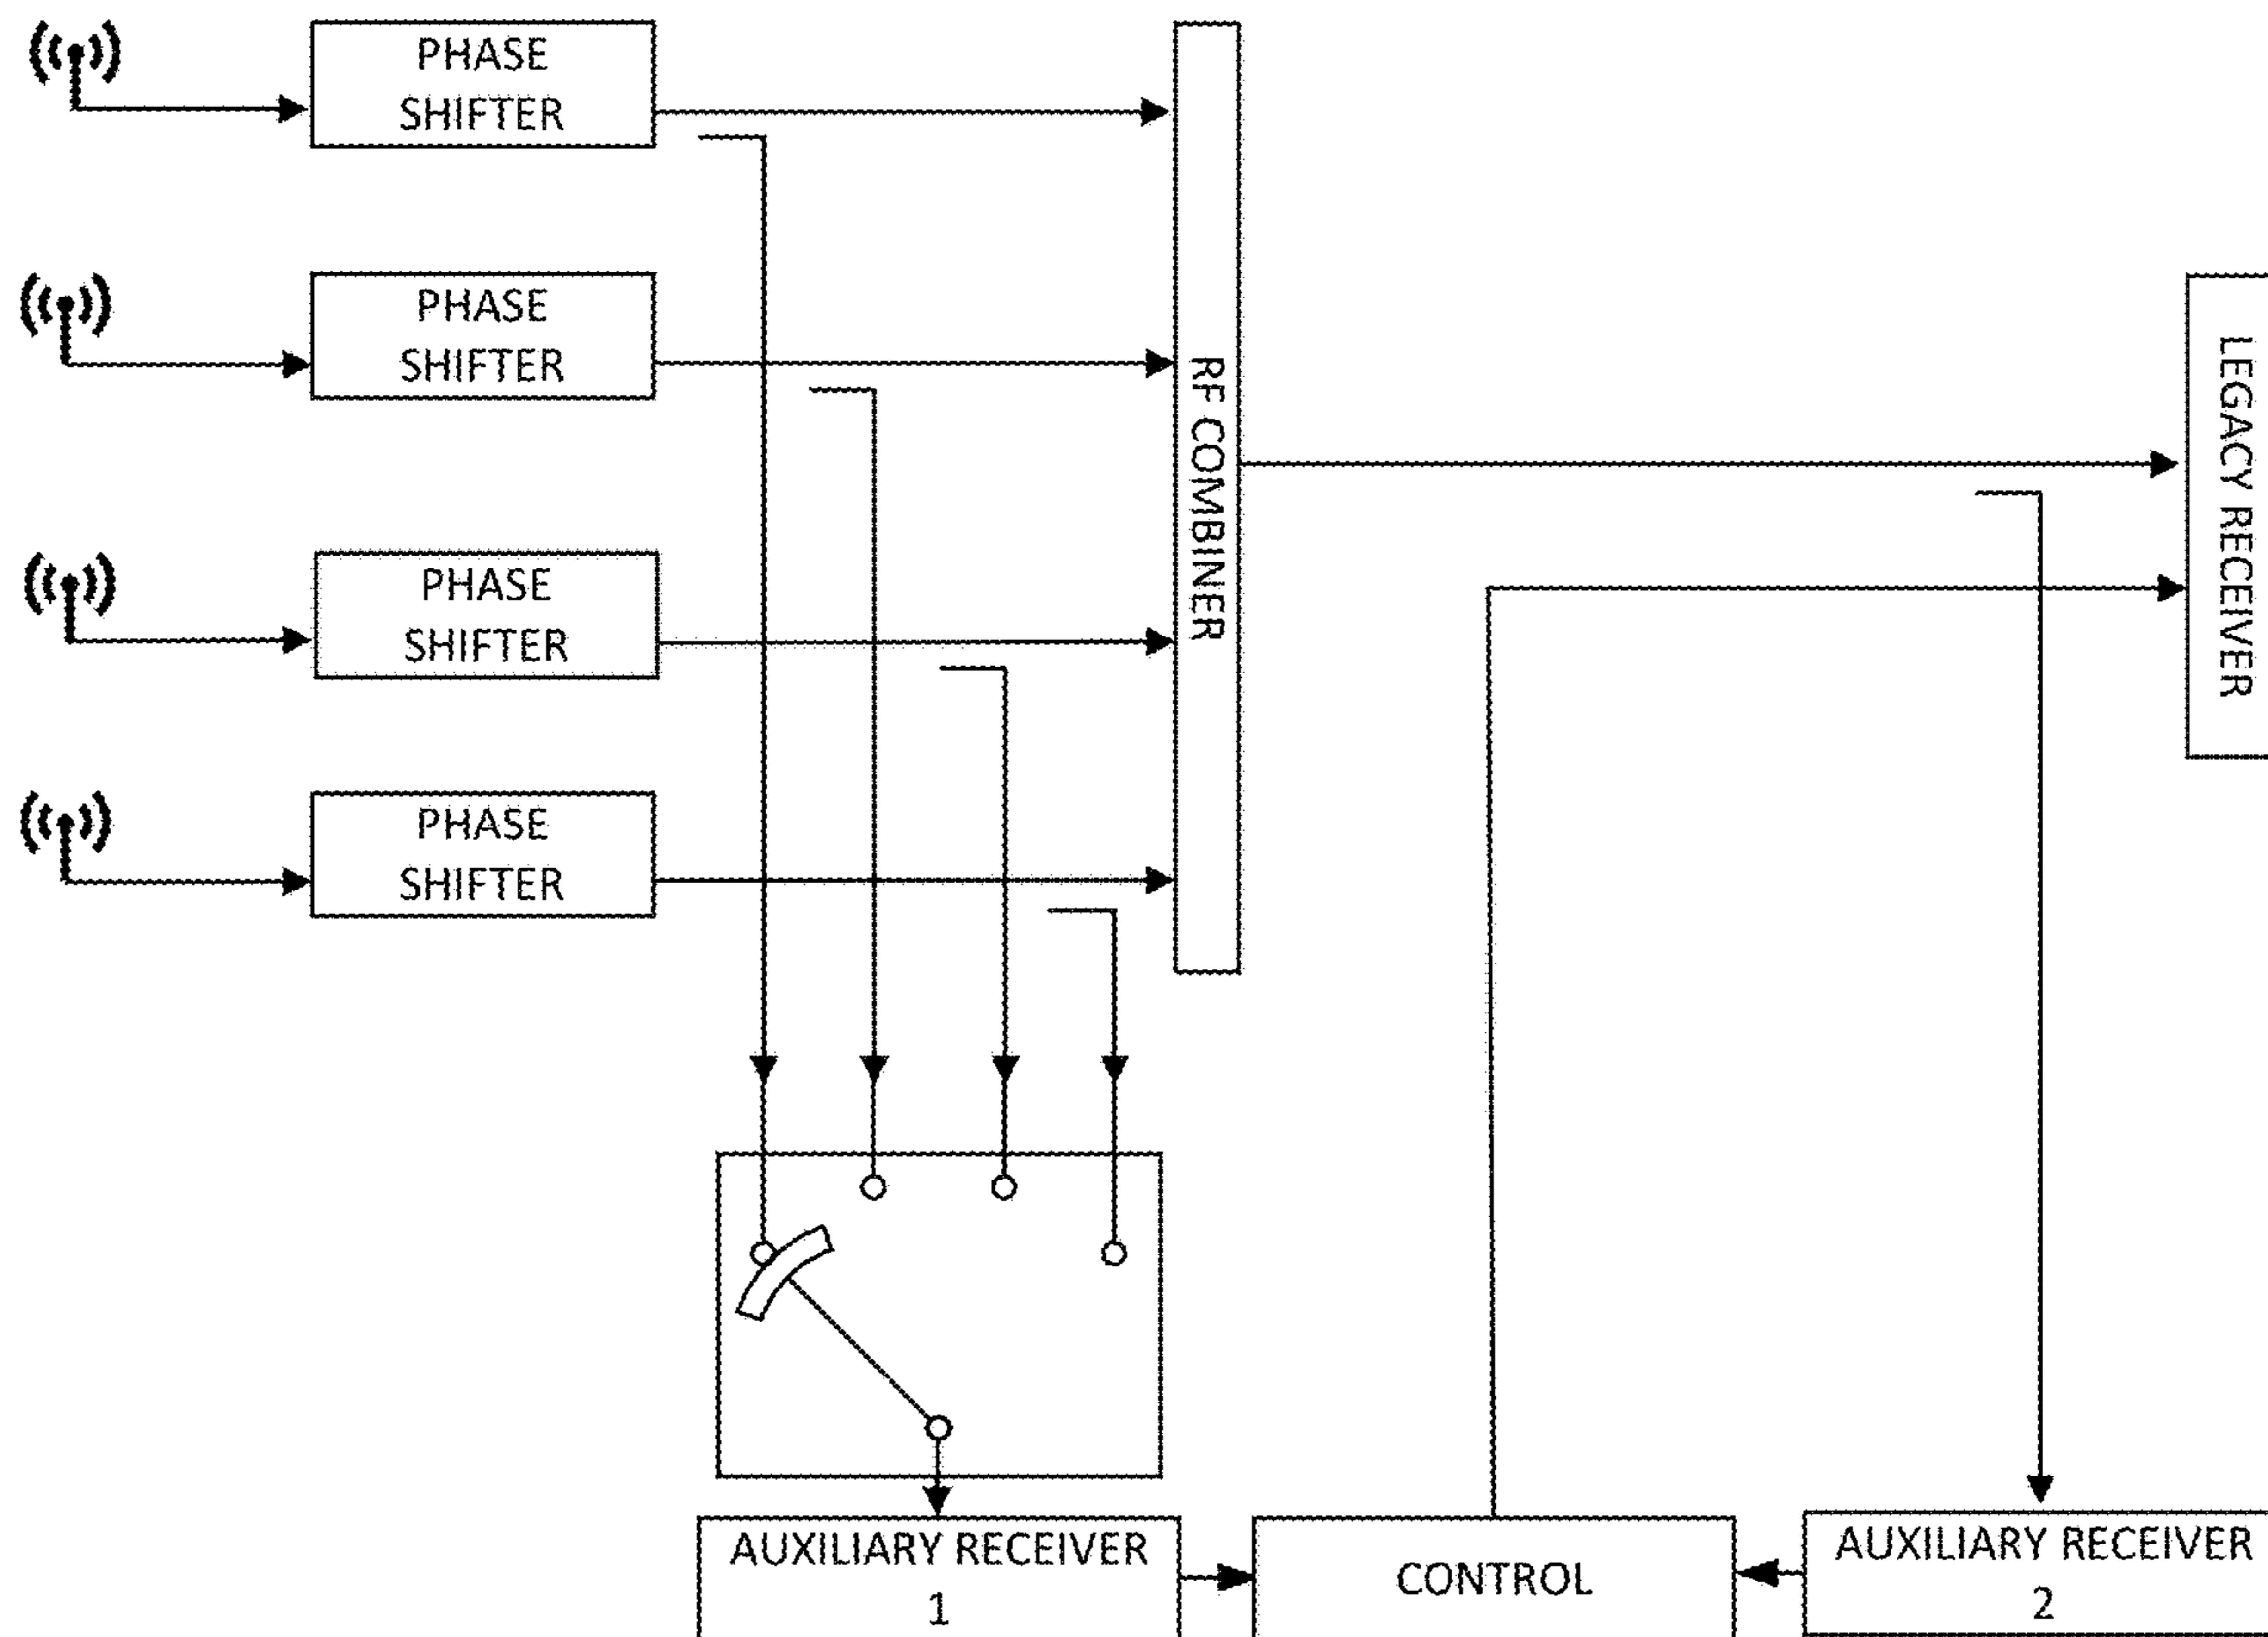 PHASE
SHIFTER
PHASE
SHIFTER
PHASE
SHIFTER
PHASE
SHIFTER
RF COMBINER
LEGACY RECEIVER
AUXILIARY RECEIVER
1
CONTROL
AUXILIARY RECEIVER
2